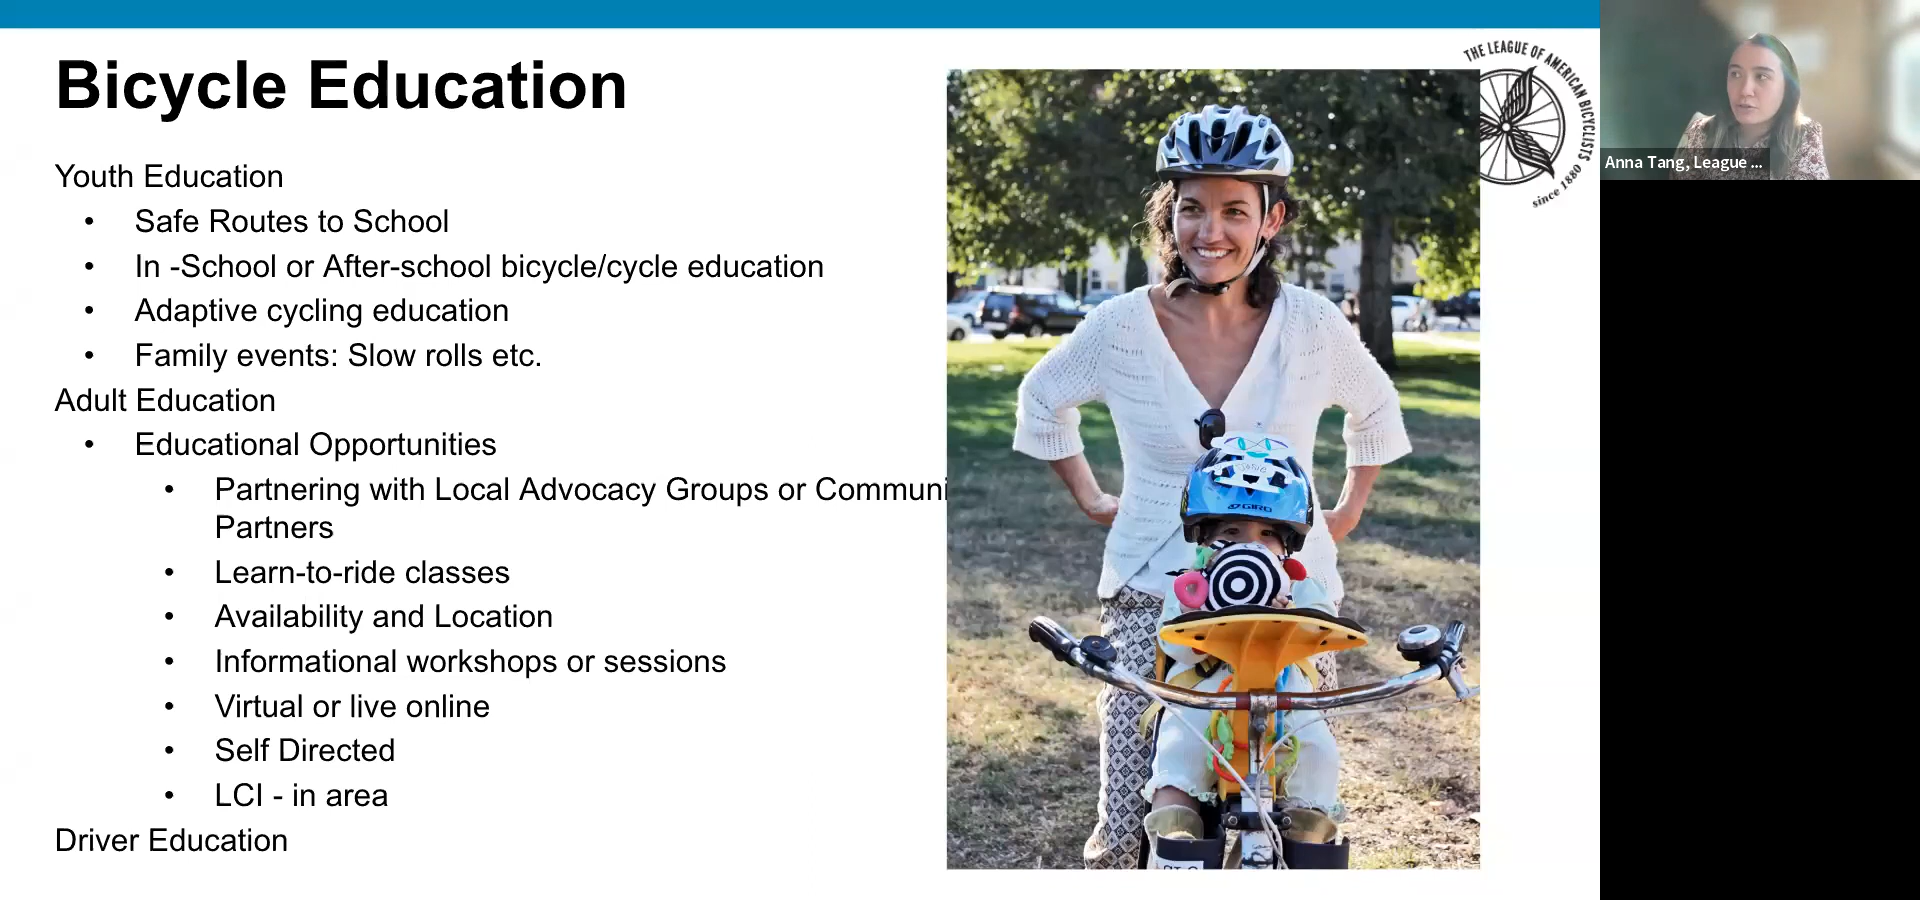 Bicycle Education
Youth Education
• Safe Routes to School
• In -School or After-school bicycle/cycle education
• Adaptive cycling education
• Family events: Slow rolls etc.
Adult Education
• Educational Opportunities
• Partnering with Local Advocacy Groups or Communi
Partners
• Learn-to-ride classes
• Availability and Location
• Informational workshops or sessions
• Virtual or live online
• Self Directed
• LCI - in area
Driver Education
GIRO
THE LEAGUE OF AMERICAN BICYCLISTS
since 1880
Anna Tang, League ...